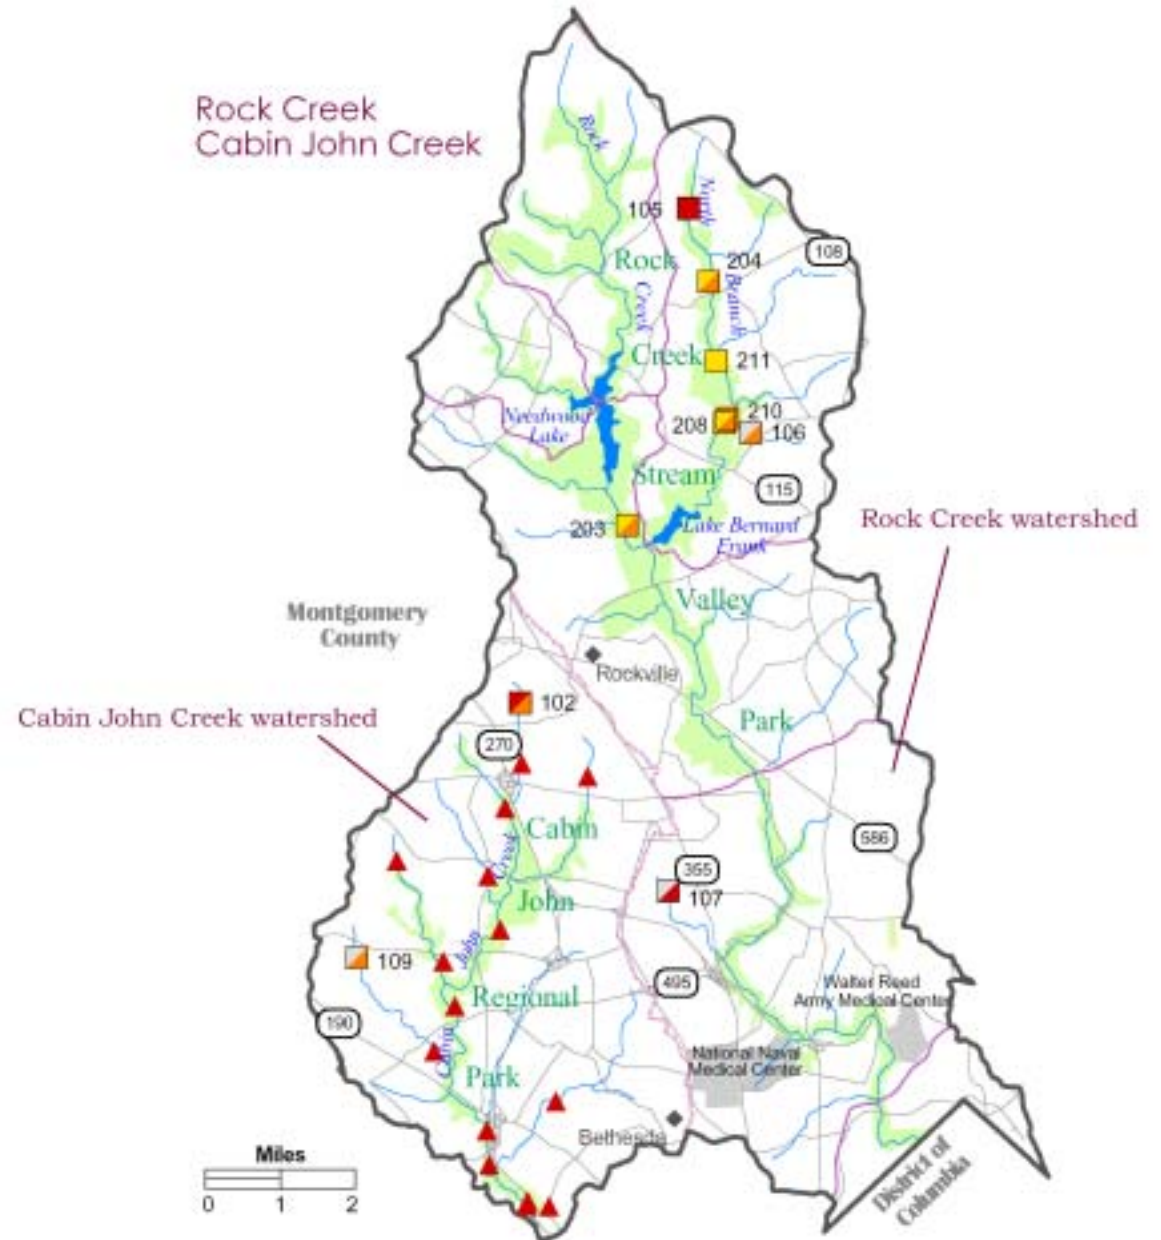 Rock Creek
Cabin John Creek
Rock
North
105
108
Rock
204
Creek
Branch
Creek
211
Needwood
Lake
210
208
106
Stream
115
203
Lake Bernard
Frank
Rock Creek watershed
Valley
Montgomery
County
Rockville
102
Park
Cabin John Creek watershed
270
Cabin
586
Creek
355
107
John
John
109
495
Walter Reed
Army Medical Center
Regional
190
National Naval
Medical Center
Cabin
Park
Bethesda
Miles
0 1 2
District of
Columbia